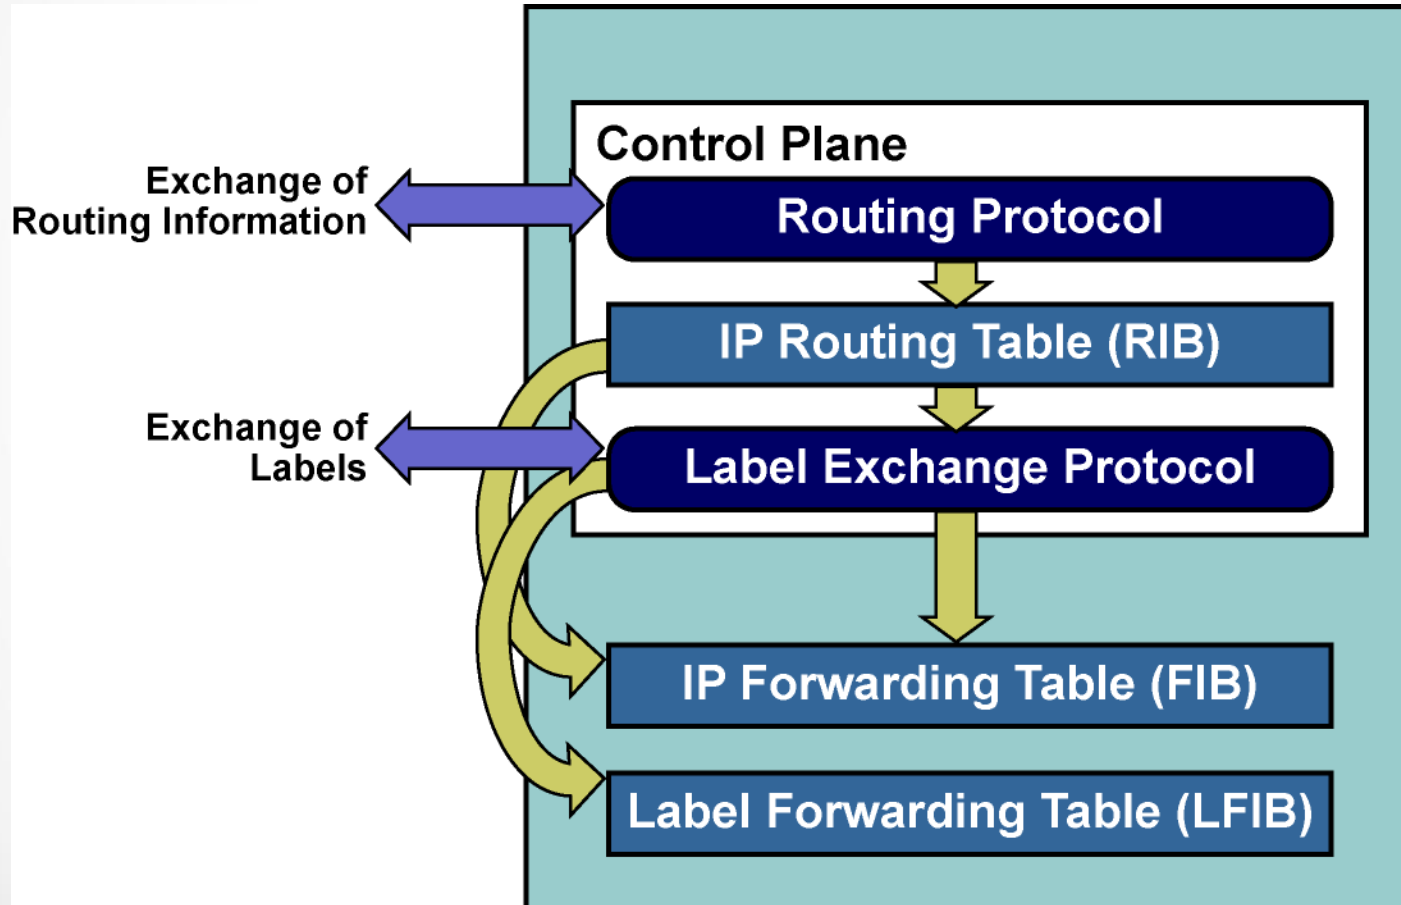 Control Plane
Exchange of
Routing Information
Routing Protocol
IP Routing Table (RIB)
Exchange of
Labels
Label Exchange Protocol
IP Forwarding Table (FIB)
Label Forwarding Table (LFIB)